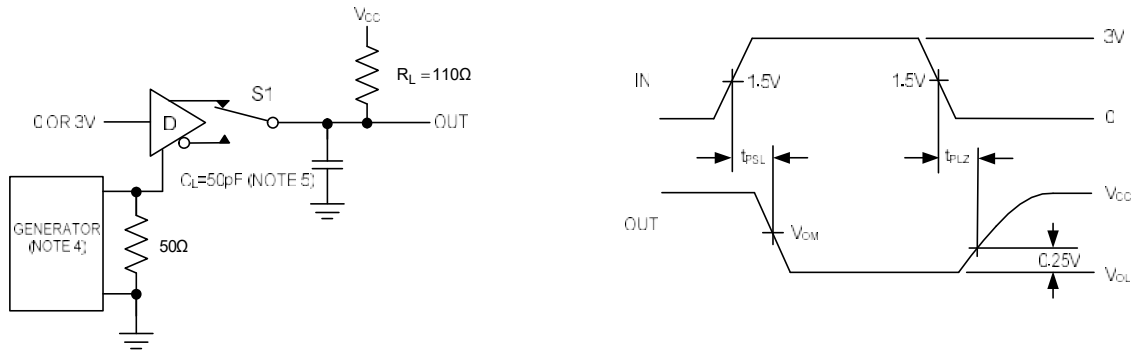 VCC
RL = 110Ω
S1
0 OR 3V
D
OUT
CL=50pF (NOTE 5)
GENERATOR
(NOTE 4)
50Ω
3V
IN
1.5V
1.5V
0
tPSL
tPLZ
VCC
OUT
VOM
0.25V
VOL